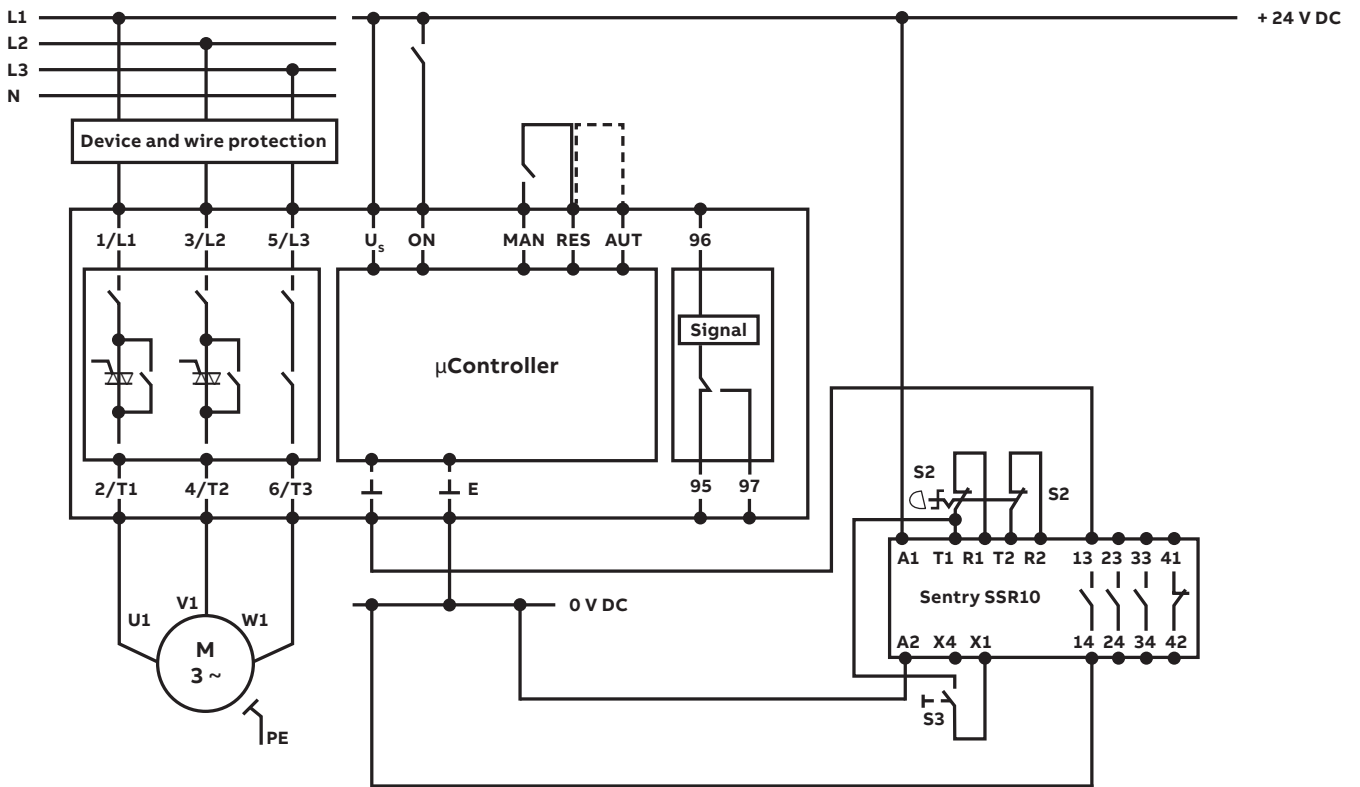 L1
+ 24 V DC
L2
L3
N
Device and wire protection
1/L1 3/L2 5/L3 Us ON MAN RES AUT 96
Signal
µController
2/T1 4/T2 6/T3 E 95 97
S2
S2
A1 T1 R1 T2 R2 13 23 33 41
Sentry SSR10
0 V DC
A2 X4 X1 14 24 34 42
U1 V1 W1
M
3 ~
S3
PE